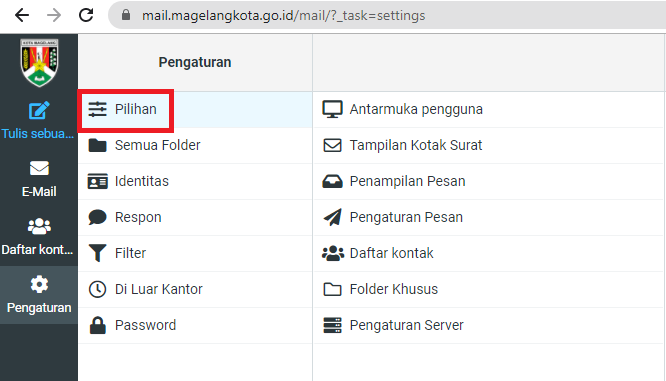 mail.magelangkota.go.id/mail/?_task=settings
KOTA MAGELANG
Tulis sebua...
E-Mail
Daftar kont...
Pengaturan
Pengaturan
Pilihan
Semua Folder
Identitas
Respon
Filter
Di Luar Kantor
Password
Antarmuka pengguna
Tampilan Kotak Surat
Penampilan Pesan
Pengaturan Pesan
Daftar kontak
Folder Khusus
Pengaturan Server